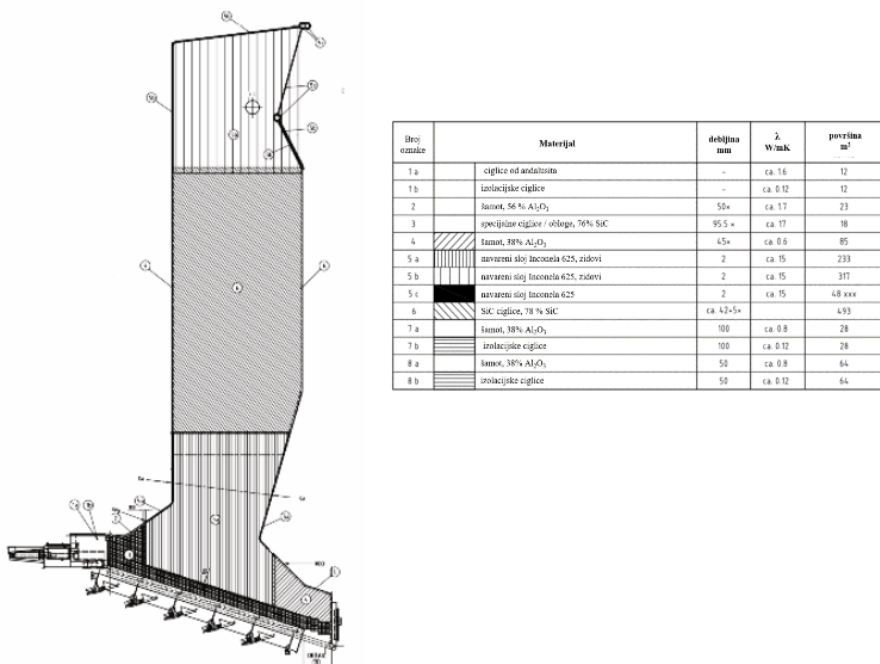 Broj oznake Materijal debljina mm λ W/mK površina m²
1 a ciglice od andalusita - ca. 1.6 12
1 b izolacijske ciglice - ca. 0.12 12
2 šamot, 56 % Al₂O₃ 50× ca. 1.7 23
3 specijalne ciglice / obloge, 76% SiC 95.5 × ca. 17 18
4 šamot, 38% Al₂O₃ 45× ca. 0.6 85
5 a navareni sloj Inconela 625, zidovi 2 ca. 15 233
5 b navareni sloj Inconela 625, zidovi 2 ca. 15 317
5 c navareni sloj Inconela 625 2 ca. 15 48 xxx
6 SiC ciglice, 78 % SiC ca. 42+5× 493
7 a šamot, 38% Al₂O₃ 100 ca. 0.8 28
7 b izolacijske ciglice 100 ca. 0.12 28
8 a šamot, 38% Al₂O₃ 50 ca. 0.8 64
8 b izolacijske ciglice 50 ca. 0.12 64